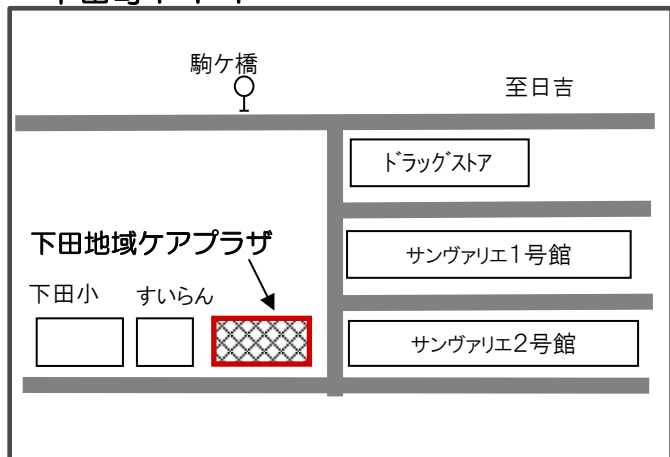 駒ケ橋
至日吉
ドラッグストア
下田地域ケアプラザ
サンヴァリエ1号館
下田小
すいらん
サンヴァリエ2号館